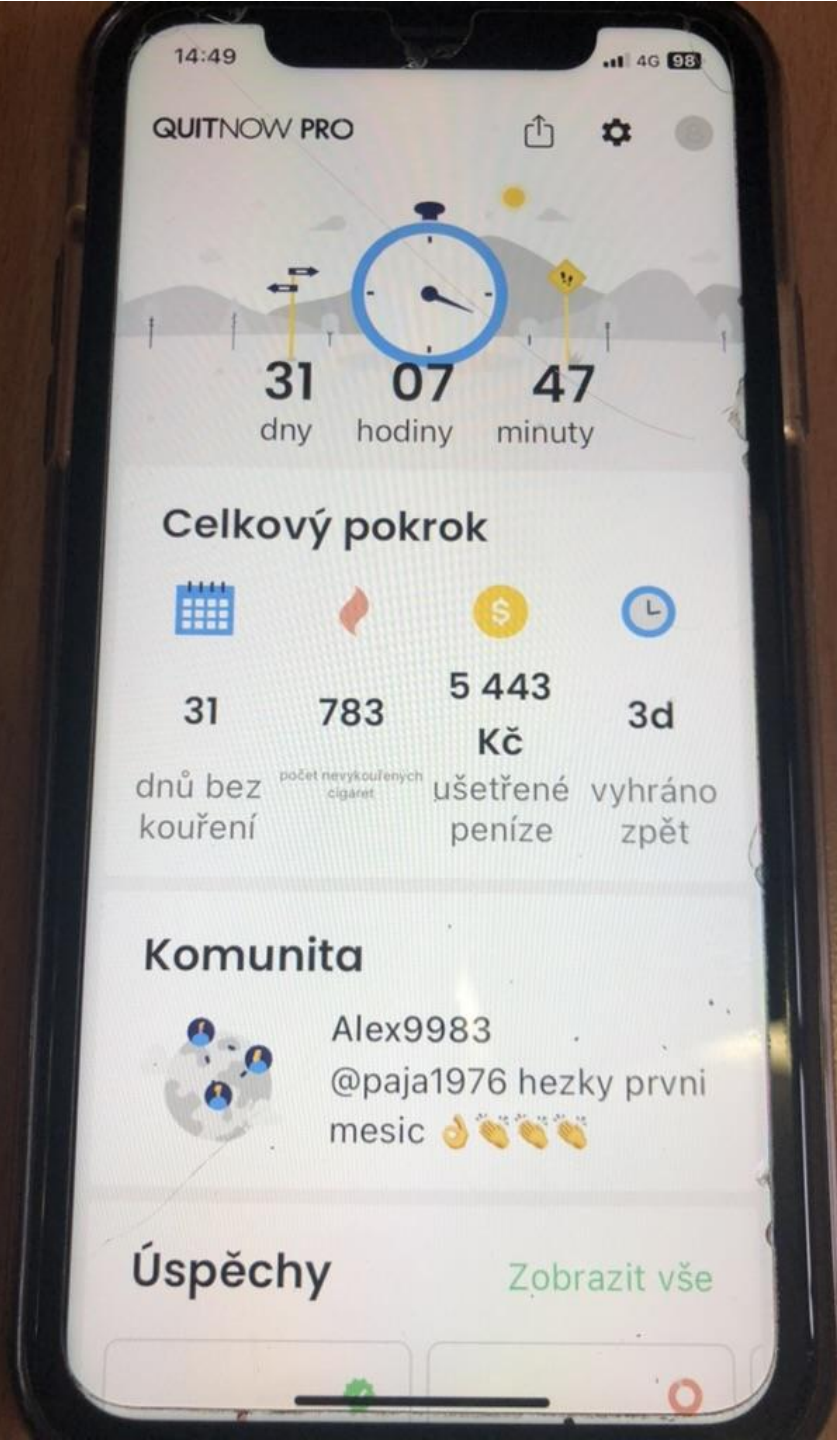 14:49
4G 98
QUITNOW PRO
31 07 47
dny hodiny minuty
Celkový pokrok
$
31 783 5 443 3d
Kč
dnů bez počet nevykouřených ušetřené vyhráno
cigaret
kouření peníze zpět
Komunita
Alex9983
@paja1976 hezky prvni
mesic 👌👏👏👏
Úspěchy Zobrazit vše